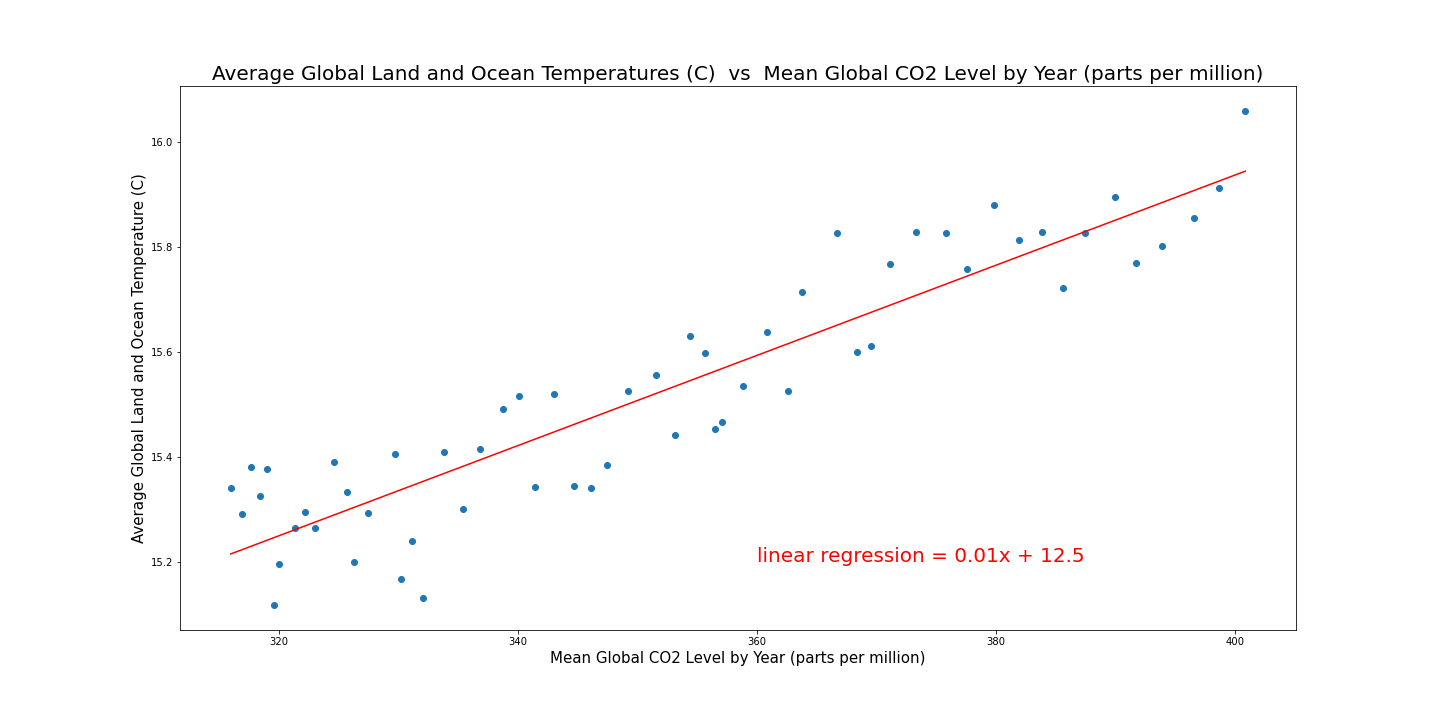 Average Global Land and Ocean Temperatures (C)  vs  Mean Global CO2 Level by Year (parts per million)
Average Global Land and Ocean Temperature (C)
16.0
15.8
15.6
15.4
15.2
linear regression = 0.01x + 12.5
320 340 360 380 400
Mean Global CO2 Level by Year (parts per million)